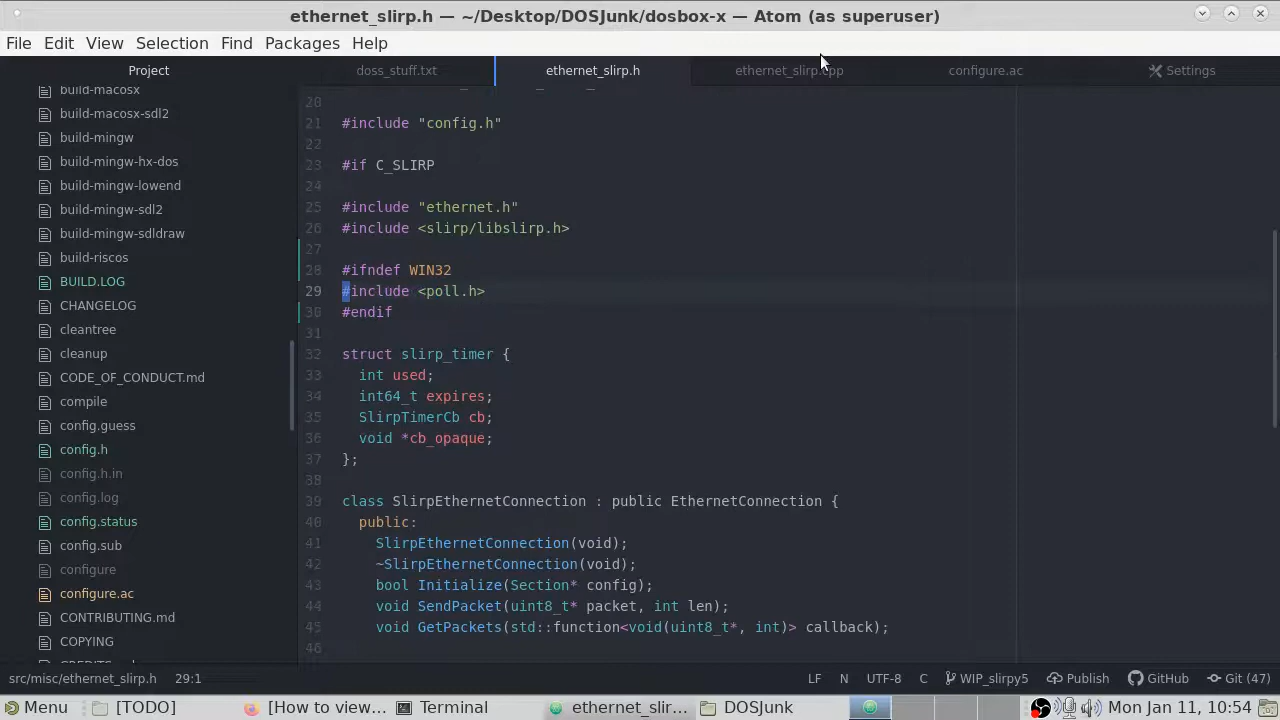 ethernet_slirp.h — ~/Desktop/DOSJunk/dosbox-x — Atom (as superuser)
File Edit View Selection Find Packages Help
Project
doss_stuff.txt ethernet_slirp.h ethernet_slirp.cpp configure.ac Settings
build-macosx
build-macosx-sdl2
build-mingw
build-mingw-hx-dos
build-mingw-lowend
build-mingw-sdl2
build-mingw-sdldraw
build-riscos
BUILD.LOG
CHANGELOG
cleantree
cleanup
CODE_OF_CONDUCT.md
compile
config.guess
config.h
config.h.in
config.log
config.status
config.sub
configure
configure.ac
CONTRIBUTING.md
COPYING
20
21 #include "config.h"
22
23 #if C_SLIRP
24
25 #include "ethernet.h"
26 #include <slirp/libslirp.h>
27
28 #ifndef WIN32
29 #include <poll.h>
30 #endif
31
32 struct slirp_timer {
33 int used;
34 int64_t expires;
35 SlirpTimerCb cb;
36 void *cb_opaque;
37 };
38
39 class SlirpEthernetConnection : public EthernetConnection {
40 public:
41 SlirpEthernetConnection(void);
42 ~SlirpEthernetConnection(void);
43 bool Initialize(Section* config);
44 void SendPacket(uint8_t* packet, int len);
45 void GetPackets(std::function<void(uint8_t*, int)> callback);
46
src/misc/ethernet_slirp.h 29:1 LF N UTF-8 C WIP_slirpy5 Publish GitHub Git (47)
Menu [TODO] [How to view... Terminal ethernet_slir... DOSJunk Mon Jan 11, 10:54